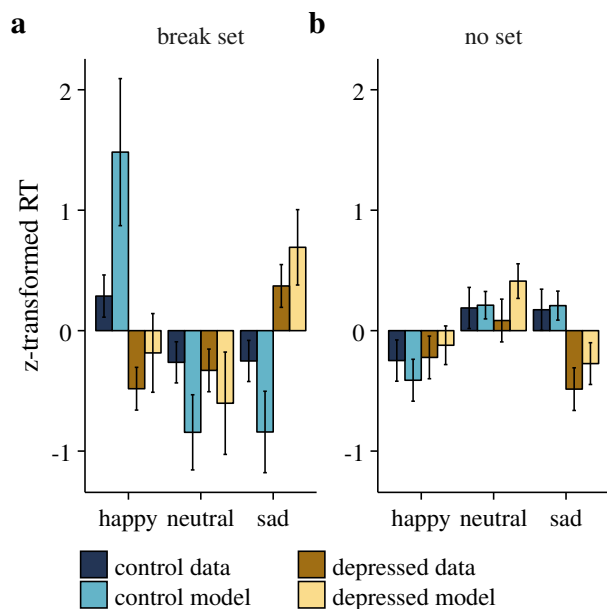 a
break set
b
no set
z-transformed RT
2
1
0
-1
happy neutral sad
2
1
0
-1
happy neutral sad
control data
depressed data
control model
depressed model